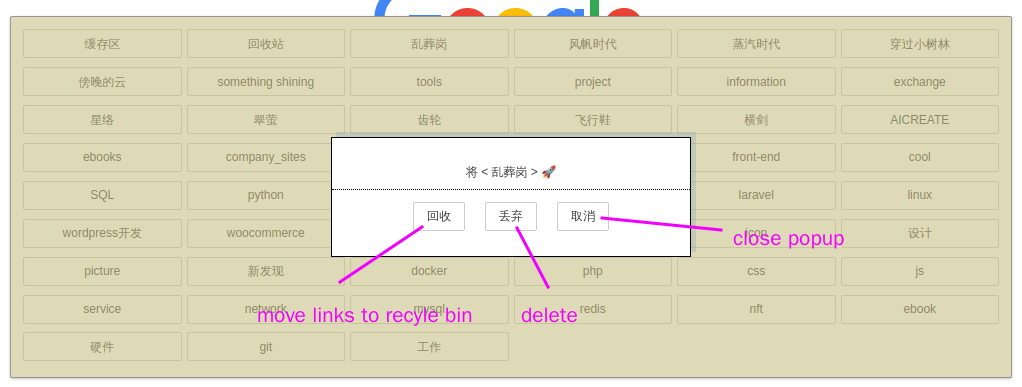 缓存区 回收站 乱葬岗 风帆时代 蒸汽时代 穿过小树林
傍晚的云 something shining tools project information exchange
星络 翠萤 齿轮 飞行鞋 横剑 AICREATE
ebooks company_sites front-end cool
将 < 乱葬岗 > 🚀
SQL python laravel linux
回收 丢弃 取消
wordpress开发 woocommerce icon 设计
close popup
picture 新发现 docker php css js
service network mysql redis nft ebook
move links to recyle bin
delete
硬件 git 工作